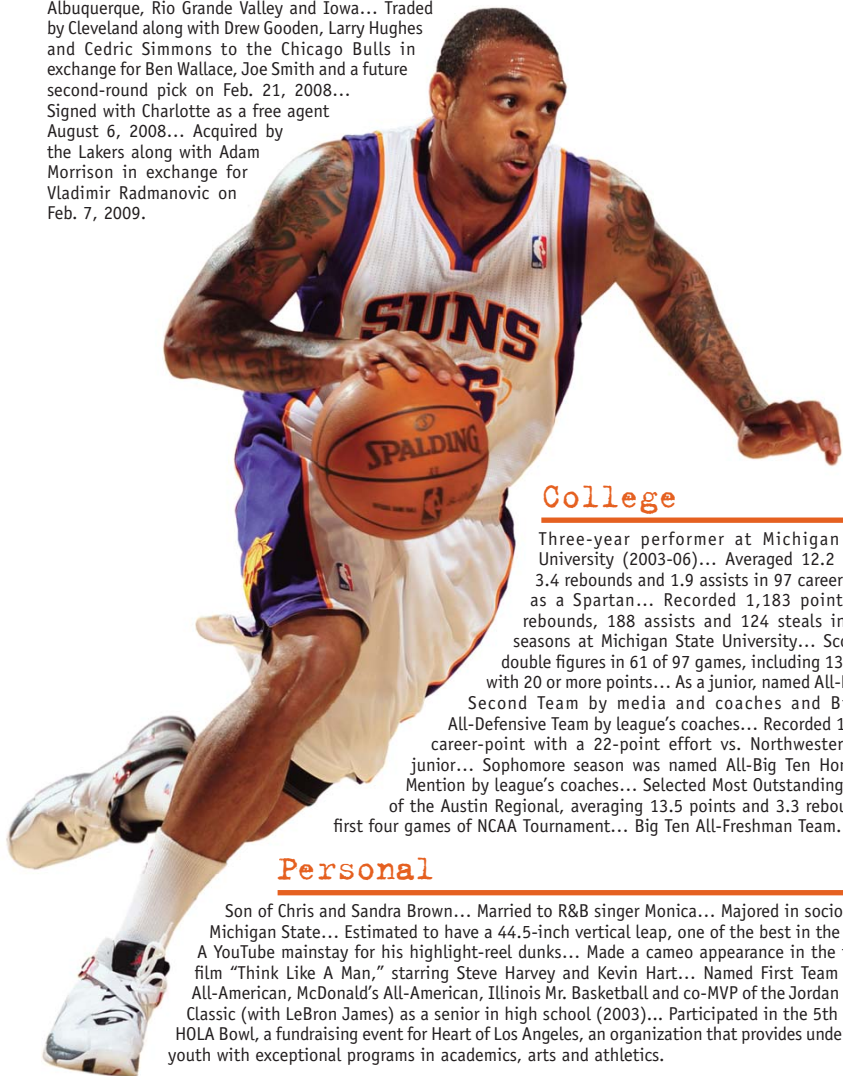 Albuquerque, Rio Grande Valley and Iowa... Traded
by Cleveland along with Drew Gooden, Larry Hughes
and Cedric Simmons to the Chicago Bulls in
exchange for Ben Wallace, Joe Smith and a future
second-round pick on Feb. 21, 2008...
Signed with Charlotte as a free agent
August 6, 2008... Acquired by
the Lakers along with Adam
Morrison in exchange for
Vladimir Radmanovic on
Feb. 7, 2009.
SUNS
SPALDING
College
Three-year performer at Michigan
University (2003-06)... Averaged 12.2
3.4 rebounds and 1.9 assists in 97 career
as a Spartan... Recorded 1,183
rebounds, 188 assists and 124 steals
seasons at Michigan State University...
double figures in 61 of 97 games, including
with 20 or more points... As a junior, named
Second Team by media and coaches and
All-Defensive Team by league's coaches... Recorded
career-point with a 22-point effort vs.
junior... Sophomore season was named All-Big Ten
Mention by league's coaches... Selected Most Outstanding
of the Austin Regional, averaging 13.5 points and 3.3
first four games of NCAA Tournament... Big Ten All-Freshman Team.
Personal
Son of Chris and Sandra Brown... Married to R&B singer Monica... Majored in
Michigan State... Estimated to have a 44.5-inch vertical leap, one of the best in the
A YouTube mainstay for his highlight-reel dunks... Made a cameo appearance in the
film “Think Like A Man,” starring Steve Harvey and Kevin Hart... Named First Team
All-American, McDonald's All-American, Illinois Mr. Basketball and co-MVP of the Jordan
Classic (with LeBron James) as a senior in high school (2003)... Participated in the 5th
HOLA Bowl, a fundraising event for Heart of Los Angeles, an organization that provides
youth with exceptional programs in academics, arts and athletics.